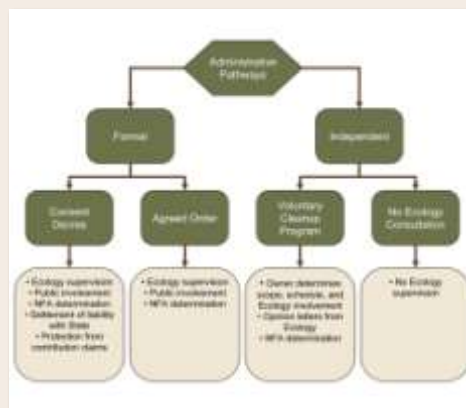 Administrative
Pathways
Formal
Independent
Consent
Decree
Agreed Order
Voluntary
Cleanup
Program
No Ecology
Consultation
• Ecology supervision
• Public involvement
• NFA determination
• Settlement of liability
with State
• Protection from
contribution claims
• Ecology supervision
• Public involvement
• NFA determination
• Owner determines
scope, schedule, and
Ecology involvement
• Opinion letters from
Ecology
• NFA determination
• No Ecology
supervision